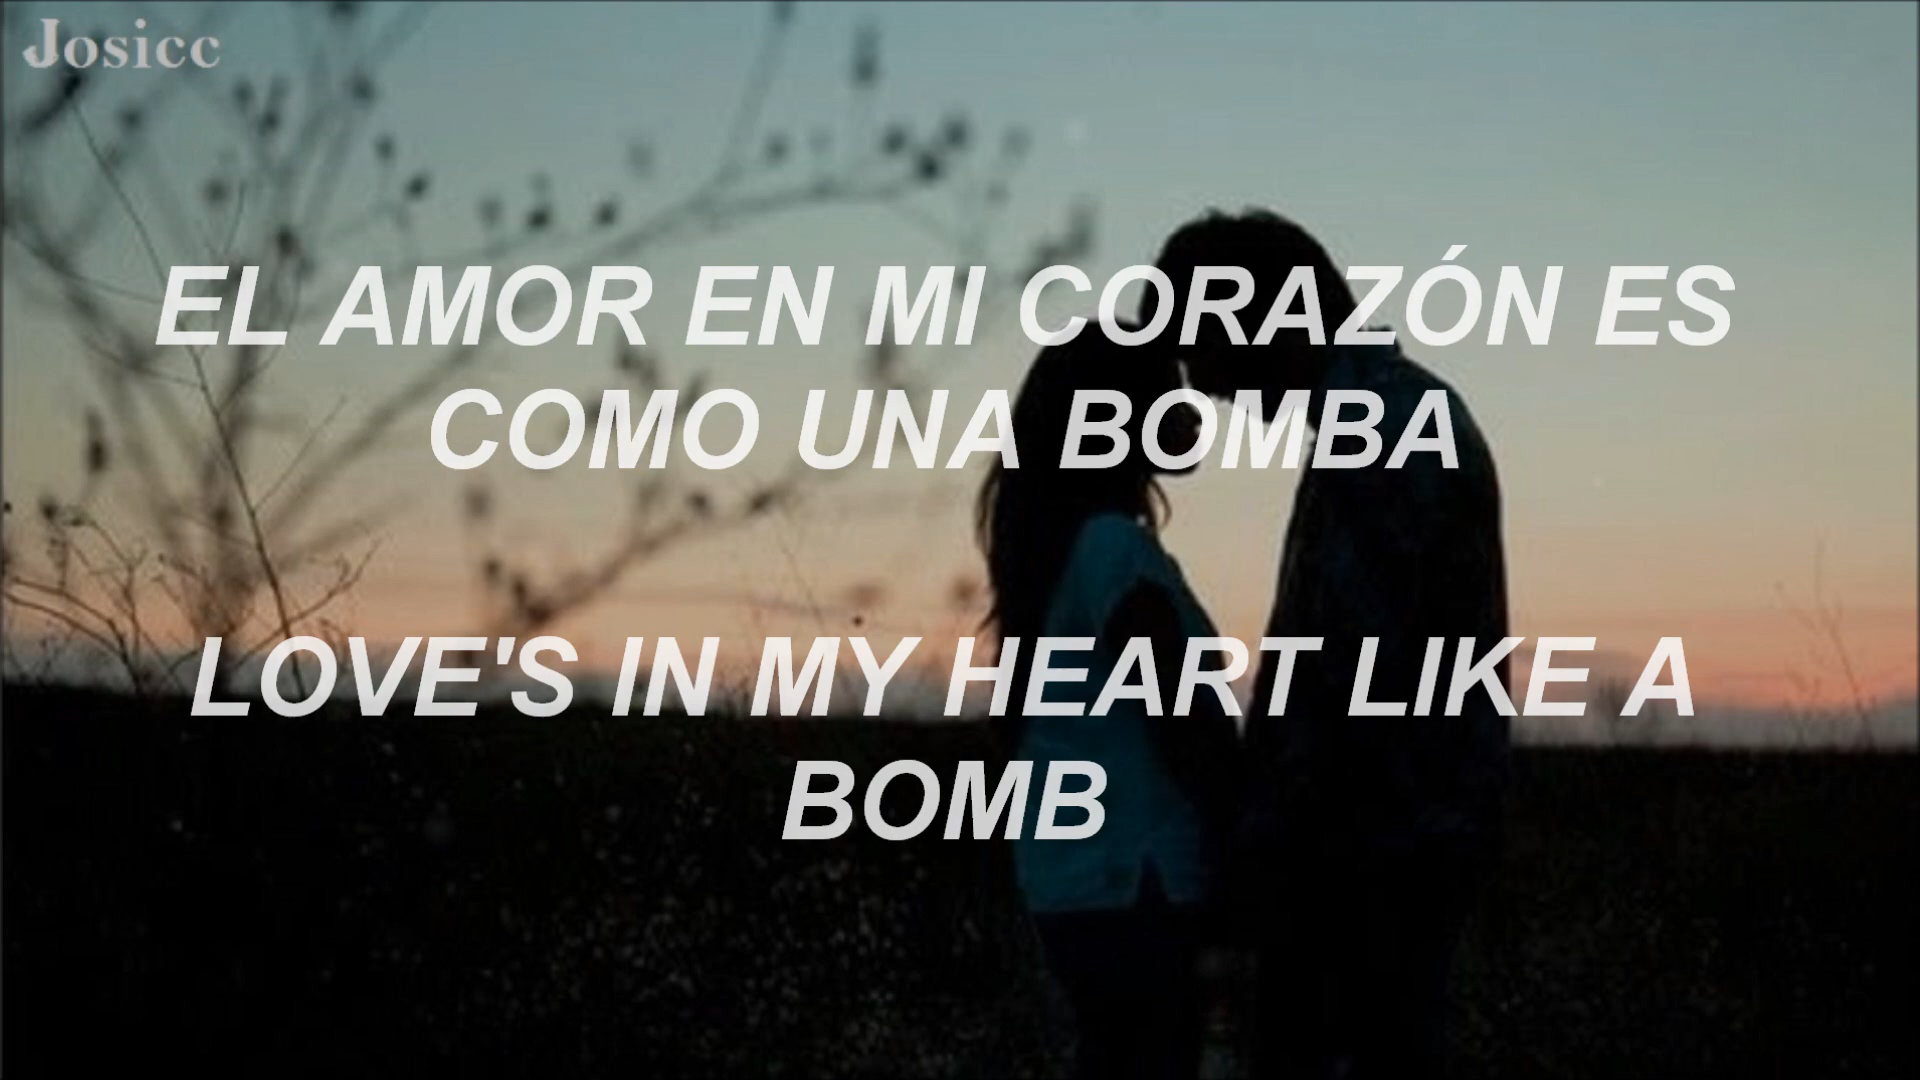 Josicc
EL AMOR EN MI CORAZÓN ES
COMO UNA BOMBA
LOVE'S IN MY HEART LIKE A
BOMB